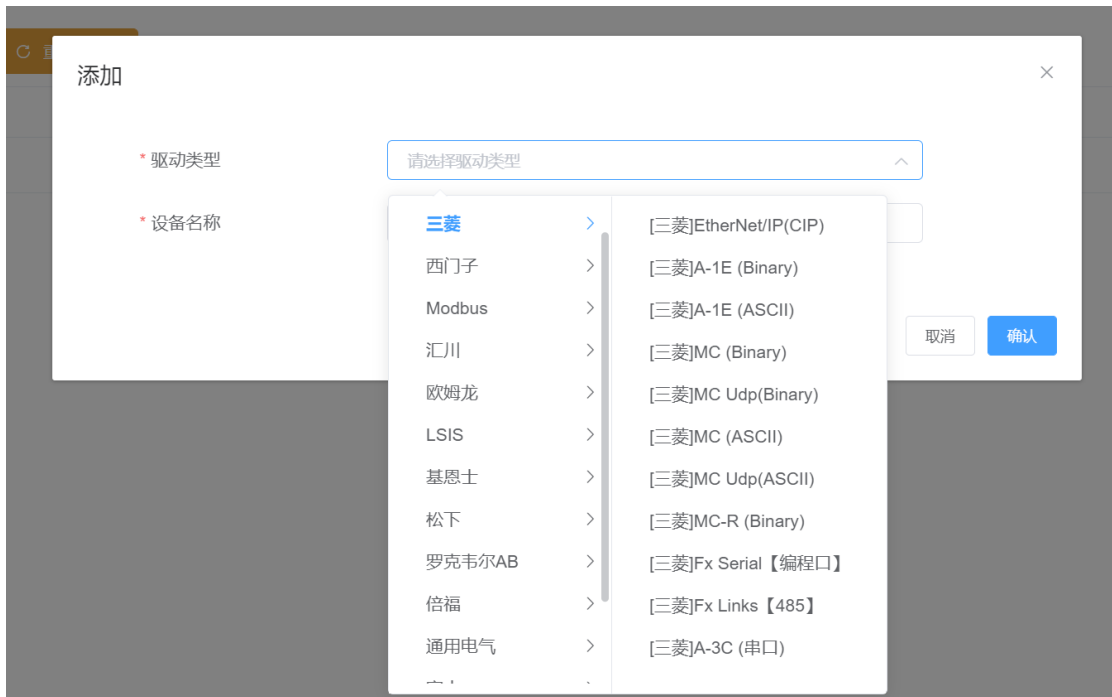 添加
* 驱动类型
请选择驱动类型
* 设备名称
三菱
西门子
Modbus
汇川
欧姆龙
LSIS
基恩士
松下
罗克韦尔AB
倍福
通用电气
[三菱]EtherNet/IP(CIP)
[三菱]A-1E (Binary)
[三菱]A-1E (ASCII)
[三菱]MC (Binary)
[三菱]MC Udp(Binary)
[三菱]MC (ASCII)
[三菱]MC Udp(ASCII)
[三菱]MC-R (Binary)
[三菱]Fx Serial【编程口】
[三菱]Fx Links【485】
[三菱]A-3C (串口)
取消
确认